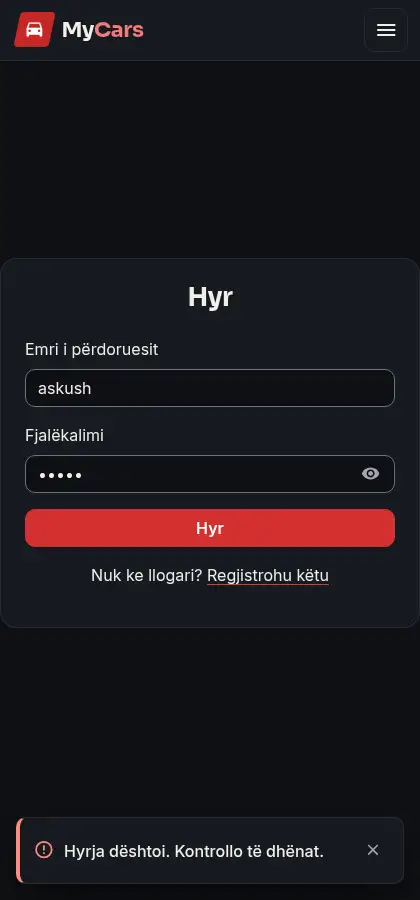 MyCars
Hyr
Emri i përdoruesit
askush
Fjalëkalimi
•••••
Hyr
Nuk ke llogari? Regjistrohu këtu
Hyrja dështoi. Kontrollo të dhënat.